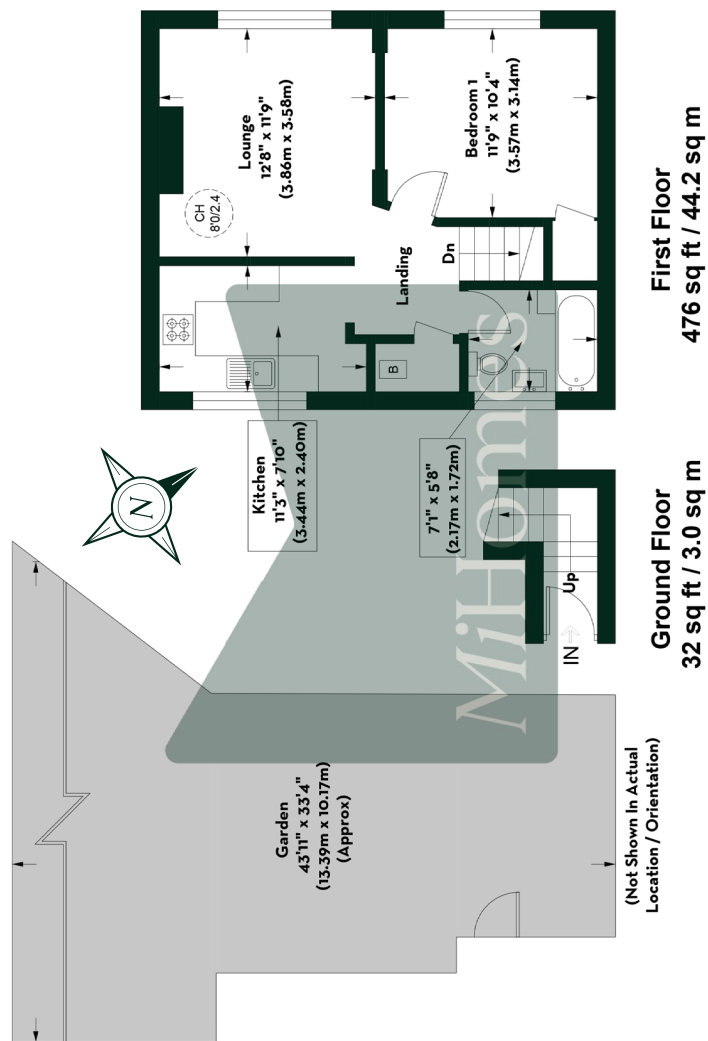 Lounge
12'8" x 11'9"
(3.86m x 3.58m)
CH
8'0/2.4
Bedroom 1
11'9" x 10'4"
(3.57m x 3.14m)
Dn
Landing
B
Kitchen
11'3" x 7'10"
(3.44m x 2.40m)
7'1" x 5'8"
(2.17m x 1.72m)
First Floor
476 sq ft / 44.2 sq m
N
Up
IN
Ground Floor
32 sq ft / 3.0 sq m
Garden
43'11" x 33'4"
(13.39m x 10.17m)
(Approx)
(Not Shown In Actual
Location / Orientation)
MiHomes